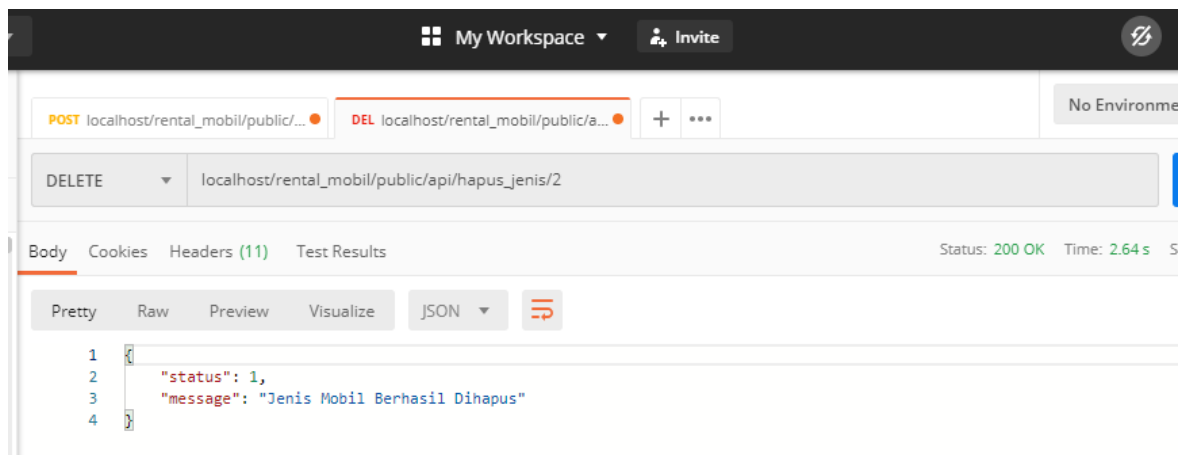 My Workspace Invite
No Environme
POST localhost/rental_mobil/public/... DEL localhost/rental_mobil/public/a... + •••
DELETE localhost/rental_mobil/public/api/hapus_jenis/2
Body Cookies Headers (11) Test Results Status: 200 OK Time: 2.64 s S
Pretty Raw Preview Visualize JSON
1 {
2 "status": 1,
3 "message": "Jenis Mobil Berhasil Dihapus"
4 }